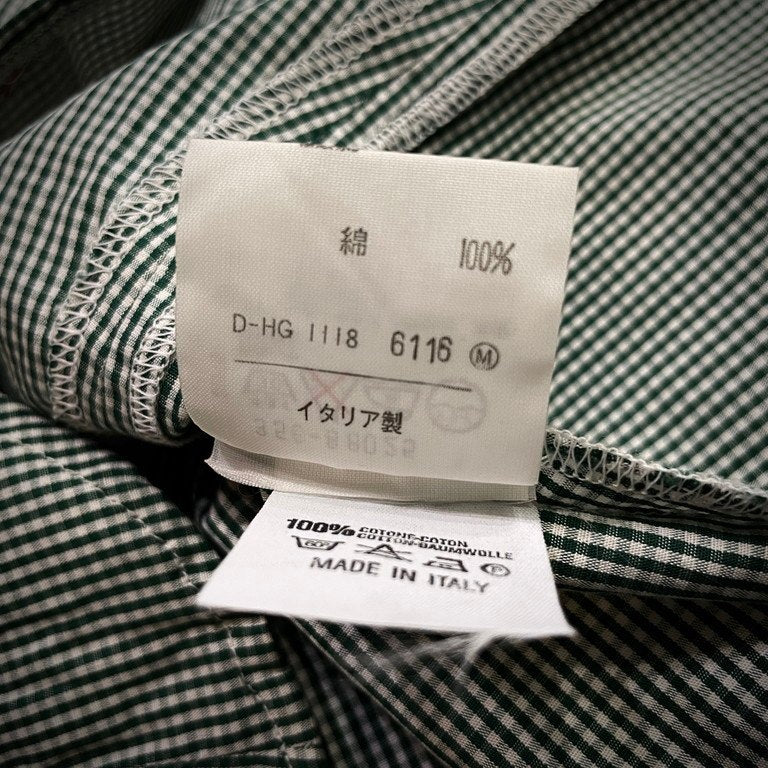 綿 100%
D-HG 1118 6116 Ⓜ
イタリア製
100% COTONE-COTON
COTTON-BAUMWOLLE
MADE IN ITALY